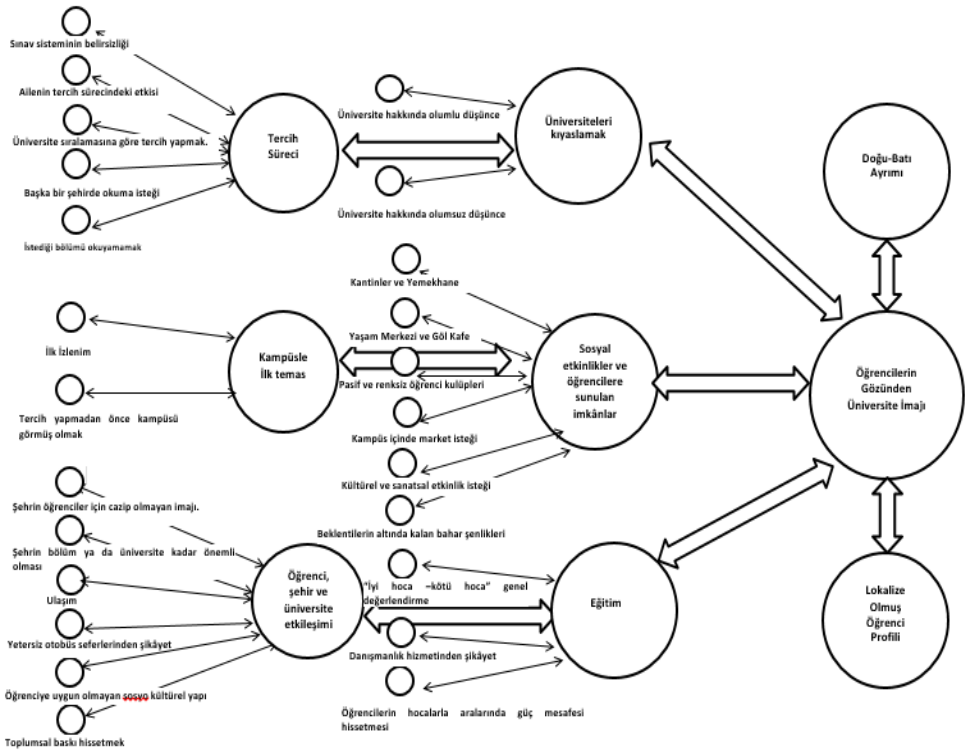 Sınav sisteminin belirsizliği
Ailenin tercih sürecindeki etkisi
Üniversite sıralamasına göre tercih yapmak.
Başka bir şehirde okuma isteği
İstediği bölümü okuyamamak
Tercih
Süreci
Üniversite hakkında olumlu düşünce
Üniversite hakkında olumsuz düşünce
Üniversiteleri
kıyaslamak
Doğu-Batı
Ayrımı
İlk İzlenim
Tercih yapmadan önce kampüsü
görmüş olmak
Kampüsle
İlk temas
Kantinler ve Yemekhane
Yaşam Merkezi ve Göl Kafe
Pasif ve renksiz öğrenci kulüpleri
Kampüs içinde market isteği
Kültürel ve sanatsal etkinlik isteği
Beklentilerin altında kalan bahar şenlikleri
Sosyal
etkinlikler ve
öğrencilere
sunulan
imkânlar
Öğrencilerin
Gözünden
Üniversite İmajı
Şehrin öğrenciler için cazip olmayan imajı.
Şehrin bölüm ya da üniversite kadar önemli
olması
Ulaşım
Yetersiz otobüs seferlerinden şikâyet
Öğrenciye uygun olmayan sosyo kültürel yapı
Toplumsal baskı hissetmek
Öğrenci,
şehir ve
üniversite
etkileşimi
"İyi hoca –kötü hoca" genel
değerlendirme
Danışmanlık hizmetinden şikâyet
Öğrencilerin hocalarla aralarında güç mesafesi
hissetmesi
Eğitim
Lokalize
Olmuş
Öğrenci
Profili